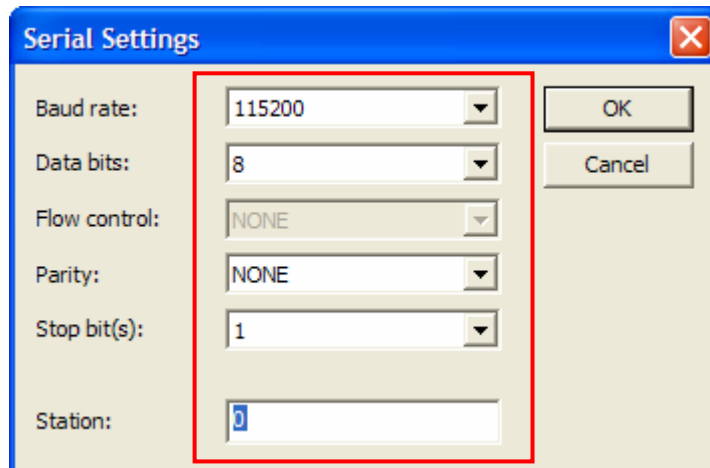 Serial Settings
Baud rate: 115200 OK
Data bits: 8 Cancel
Flow control: NONE
Parity: NONE
Stop bit(s): 1
Station: 0